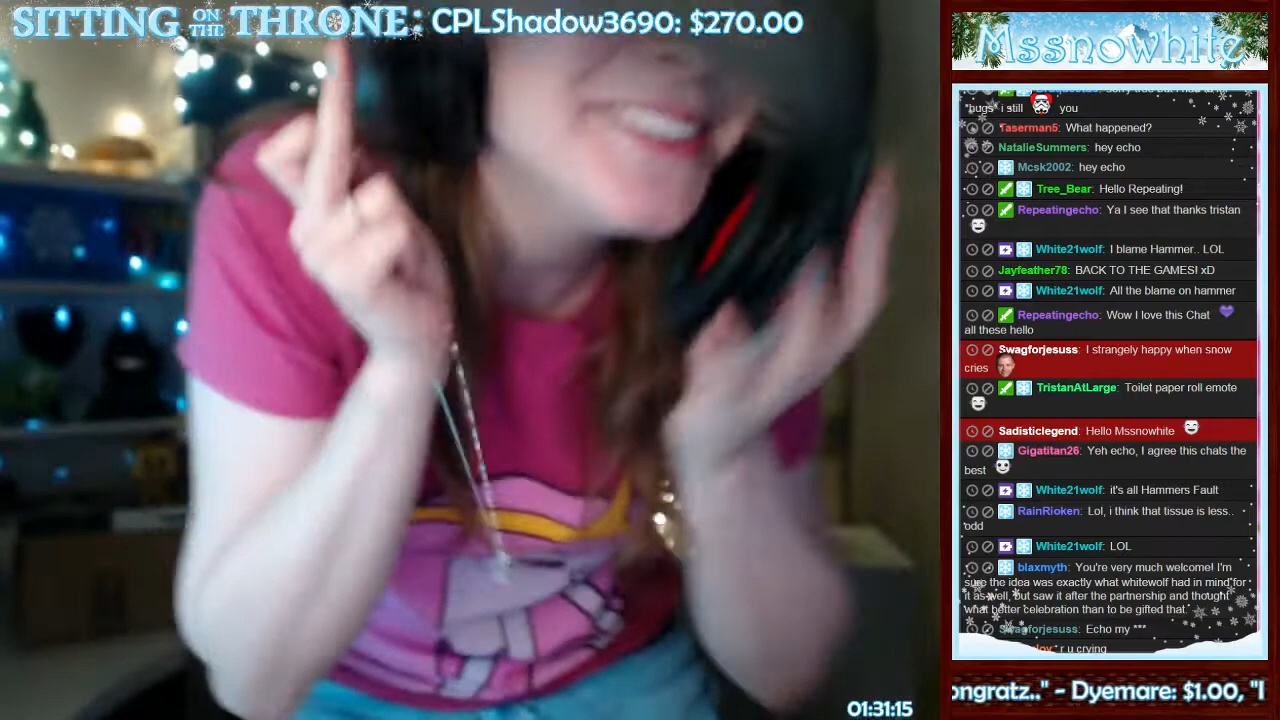 SITTING ON THE THRONE: CPLShadow3690: $270.00
Mssnowhite
*hugs* i still you
Taserman5: What happened?
NatalieSummers: hey echo
Mcsk2002: hey echo
Tree_Bear: Hello Repeating!
Repeatingecho: Ya I see that thanks tristan
White21wolf: I blame Hammer.. LOL
Jayfeather78: BACK TO THE GAMES! xD
White21wolf: All the blame on hammer
Repeatingecho: Wow I love this Chat
all these hello
Swagforjesuss: I strangely happy when snow
cries
TristanAtLarge: Toilet paper roll emote
Sadisticlegend: Hello Mssnowhite
Gigatitan26: Yeh echo, I agree this chats the
best
White21wolf: it's all Hammers Fault
RainRioken: Lol, i think that tissue is less..
odd
White21wolf: LOL
blaxmyth: You're very much welcome! I'm
sure the idea was exactly what whitewolf had in mind for
it as well, but saw it after the partnership and thought
what better celebration than to be gifted that.
Swagforjesuss: Echo my ***
r u crying
ongratz.." - Dyemare: $1.00, "I
01:31:15